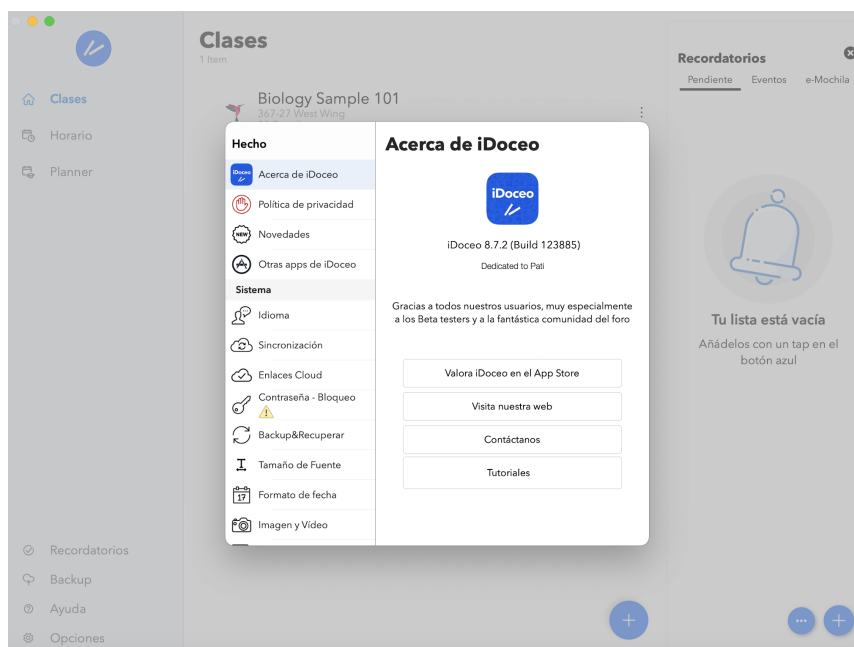 Clases
1 Item
Clases
Horario
Planner
Biology Sample 101
367-27 West Wing
Hecho
iDoceo
Acerca de iDoceo
Política de privacidad
NEW
Novedades
Otras apps de iDoceo
Sistema
Idioma
Sincronización
Enlaces Cloud
Contraseña - Bloqueo
Backup&Recuperar
Tamaño de Fuente
17
Formato de fecha
Imagen y Vídeo
Acerca de iDoceo
iDoceo
iDoceo 8.7.2 (Build 123885)
Dedicated to Pati
Gracias a todos nuestros usuarios, muy especialmente
a los Beta testers y a la fantástica comunidad del foro
Valora iDoceo en el App Store
Visita nuestra web
Contáctanos
Tutoriales
Recordatorios
Pendiente Eventos e-Mochila
Tu lista está vacía
Añádelos con un tap en el
botón azul
Recordatorios
Backup
Ayuda
Opciones